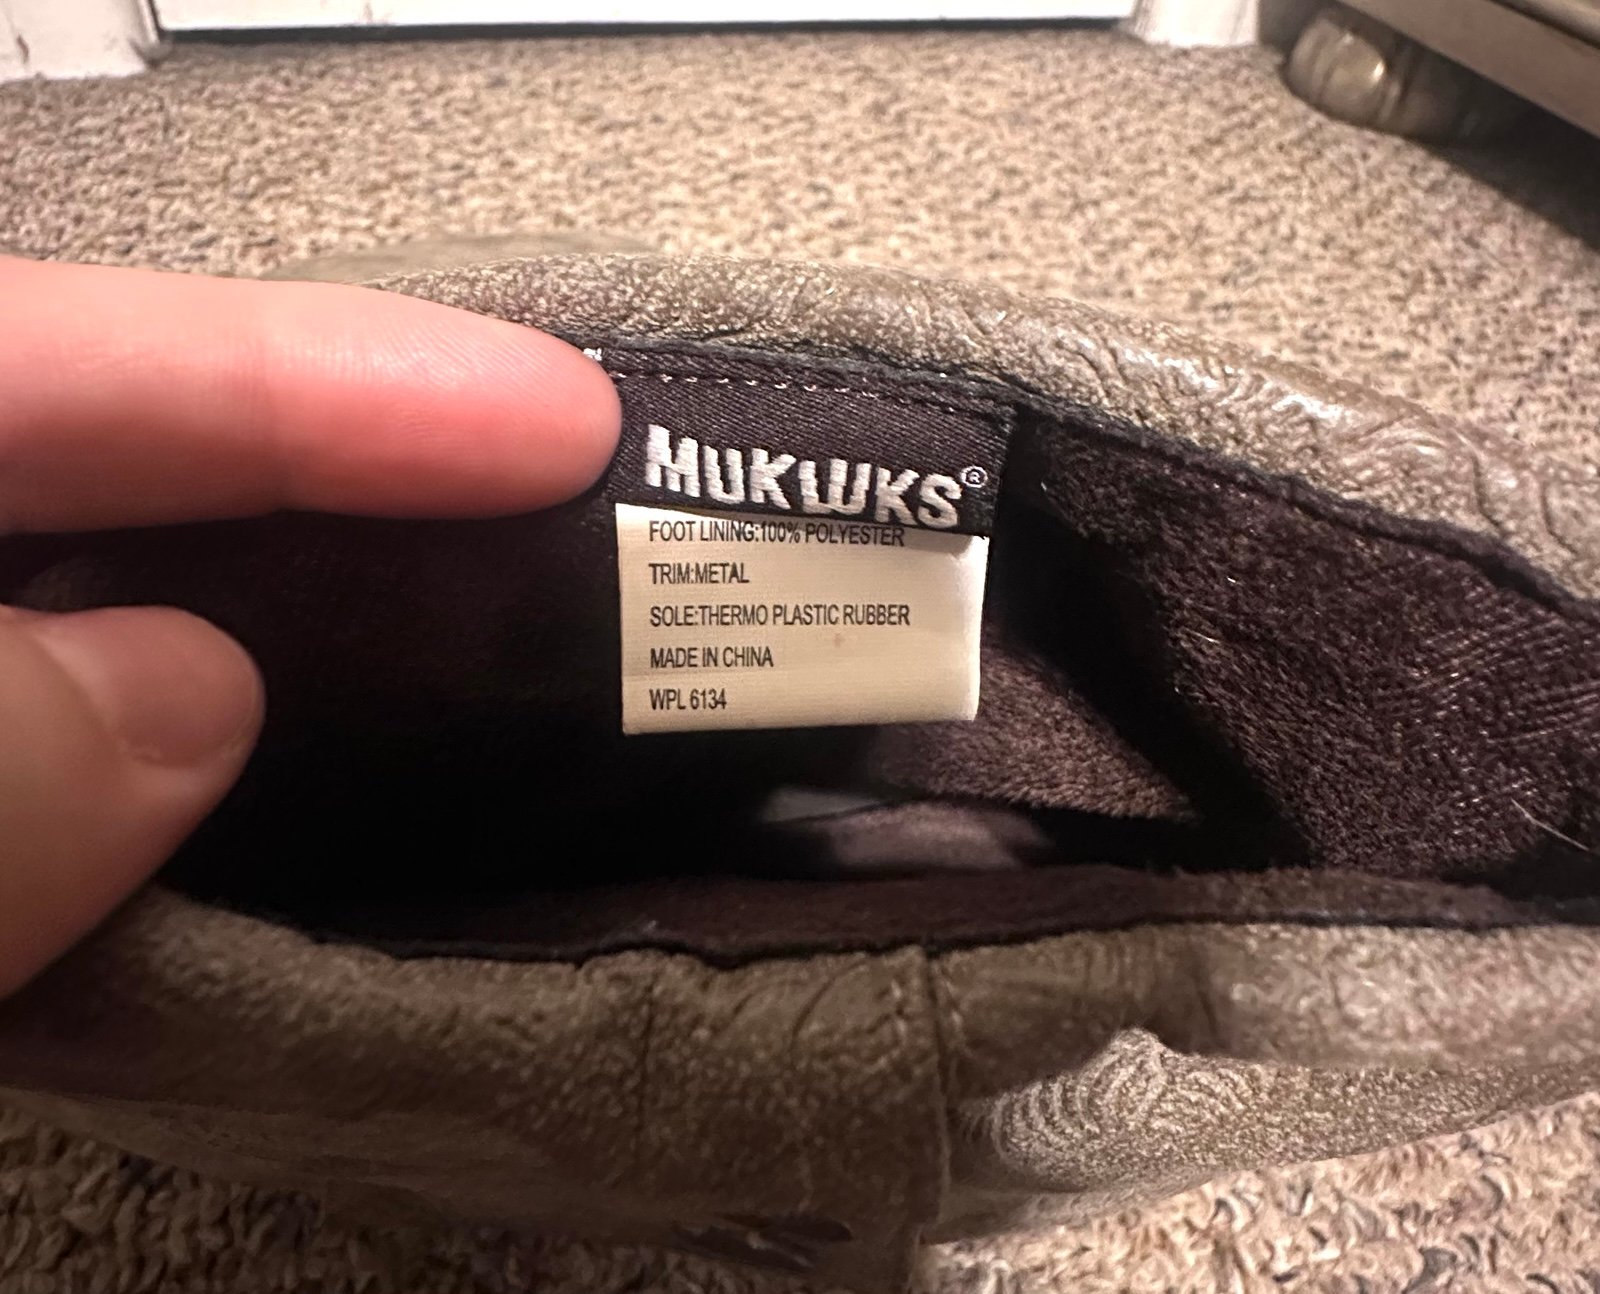 MUKLUKS®
FOOT LINING:100% POLYESTER
TRIM:METAL
SOLE:THERMO PLASTIC RUBBER
MADE IN CHINA
WPL 6134